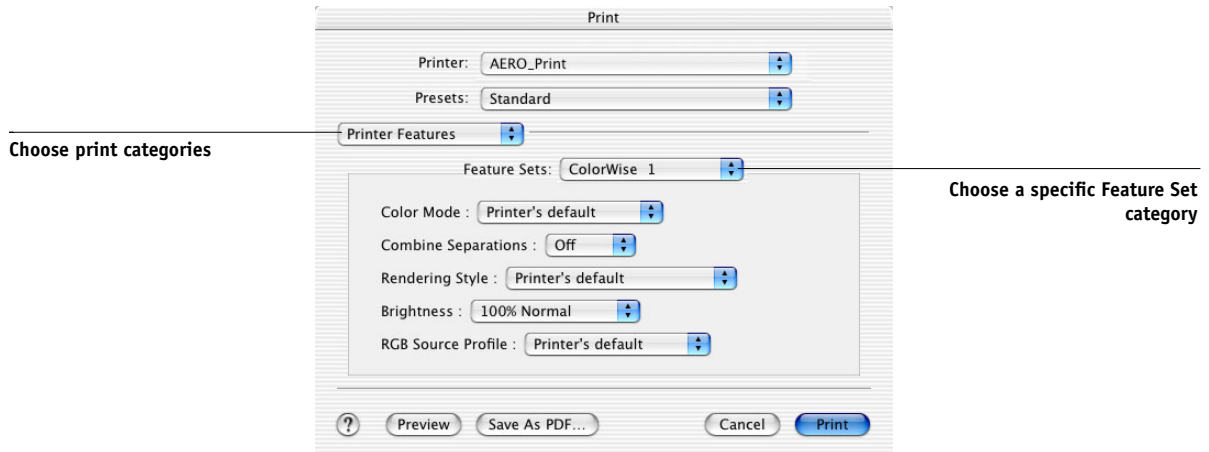 Print
Printer: AERO_Print
Presets: Standard
Printer Features
Choose print categories
Feature Sets: ColorWise 1
Choose a specific Feature Set
category
Color Mode : Printer's default
Combine Separations : Off
Rendering Style : Printer's default
Brightness : 100% Normal
RGB Source Profile : Printer's default
? Preview Save As PDF... Cancel Print